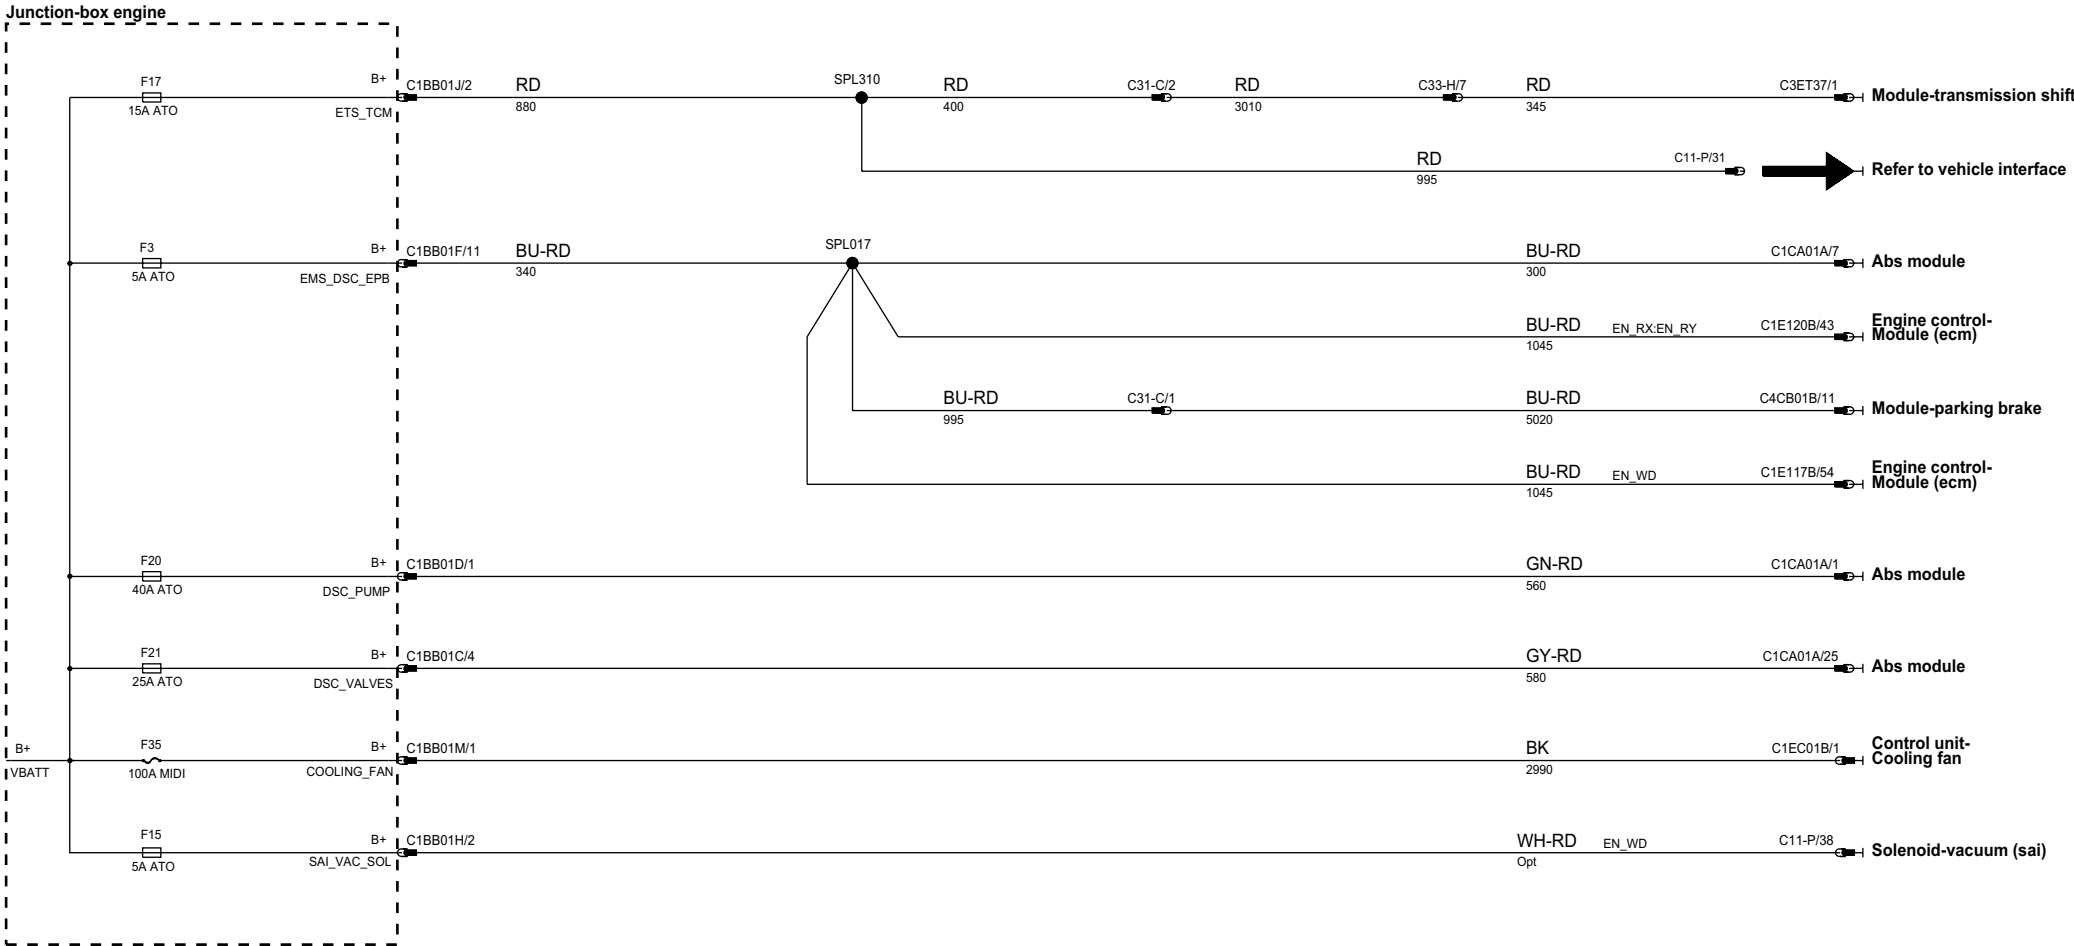 Junction-box engine
F17
15A ATO
B+
ETS_TCM
C1BB01J/2
RD
880
SPL310
RD
400
C31-C/2
RD
3010
C33-H/7
RD
345
C3ET37/1
Module-transmission shift
RD
995
C11-P/31
Refer to vehicle interface
F3
5A ATO
B+
EMS_DSC_EPB
C1BB01F/11
BU-RD
340
SPL017
BU-RD
300
C1CA01A/7
Abs module
BU-RD
1045
EN_RX:EN_RY
C1E120B/43
Engine control-
Module (ecm)
BU-RD
995
C31-C/1
BU-RD
5020
C4CB01B/11
Module-parking brake
BU-RD
1045
EN_WD
C1E117B/54
Engine control-
Module (ecm)
F20
40A ATO
B+
DSC_PUMP
C1BB01D/1
GN-RD
560
C1CA01A/1
Abs module
F21
25A ATO
B+
DSC_VALVES
C1BB01C/4
GY-RD
580
C1CA01A/25
Abs module
B+
VBATT
F35
100A MIDI
B+
COOLING_FAN
C1BB01M/1
BK
2990
C1EC01B/1
Control unit-
Cooling fan
F15
5A ATO
B+
SAI_VAC_SOL
C1BB01H/2
WH-RD
Opt
EN_WD
C11-P/38
Solenoid-vacuum (sai)